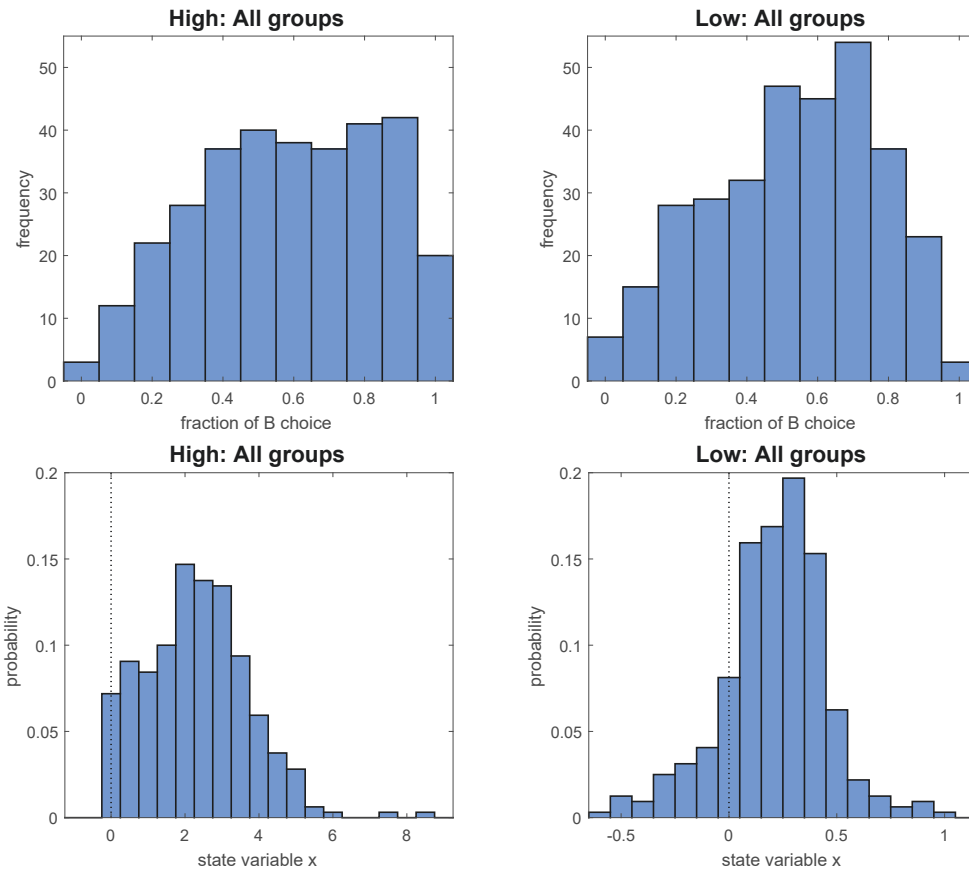 High: All groups
50
40
30
20
10
0
frequency
0 0.2 0.4 0.6 0.8 1
fraction of B choice
Low: All groups
50
40
30
20
10
0
frequency
0 0.2 0.4 0.6 0.8 1
fraction of B choice
High: All groups
0.2
0.15
0.1
0.05
0
probability
0 2 4 6 8
state variable x
Low: All groups
0.2
0.15
0.1
0.05
0
probability
-0.5 0 0.5 1
state variable x